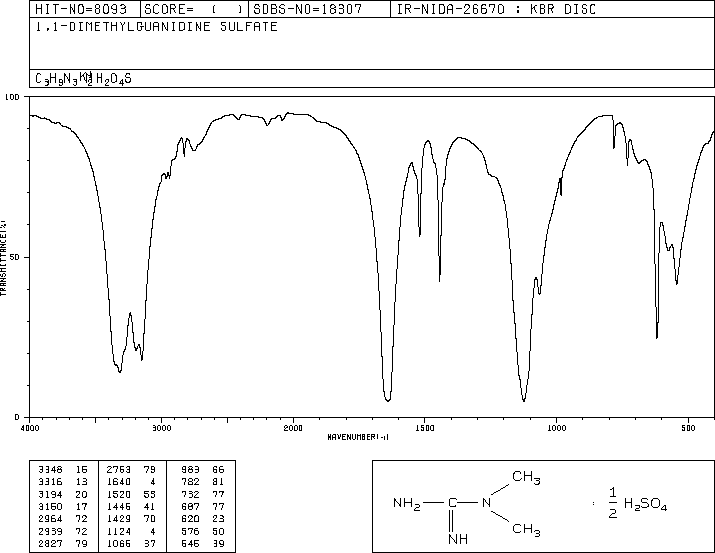 HIT-NO=8093 SCORE= ( ) SDBS-NO=18307 IR-NIDA-26670 : KBR DISC
1,1-DIMETHYLGUANIDINE SULFATE
100
50
0
TRANSMITTANCE(%)
4000 3000 2000 1500 1000 500
WAVENUMBER(-1)
3348 16 2763 79 983 66
3316 13 1640 4 782 81
3194 20 1520 55 732 77
3160 17 1446 41 687 77
2964 72 1429 70 620 23
2939 72 1124 4 576 50
2827 79 1066 37 545 39
CH3
NH2 C N · 1/2 H2SO4
CH3
NH